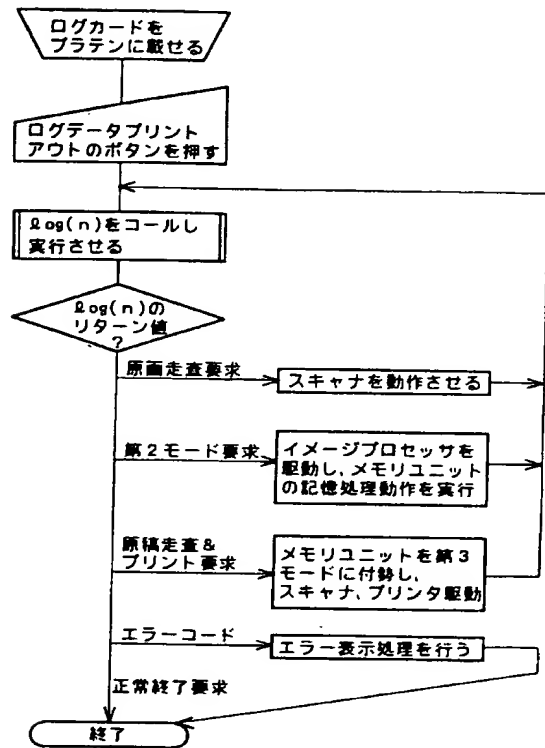 ログカードを
プラテンに載せる
ログデータプリント
アウトのボタンを押す
ℓog(n)をコールし
実行させる
ℓog(n)の
リターン値
?
原画走査要求
スキャナを動作させる
第2モード要求
イメージプロセッサを
駆動し、メモリユニット
の記憶処理動作を実行
原稿走査&
プリント要求
メモリユニットを第3
モードに付勢し、
スキャナ、プリンタ駆動
エラーコード
エラー表示処理を行う
正常終了要求
終了